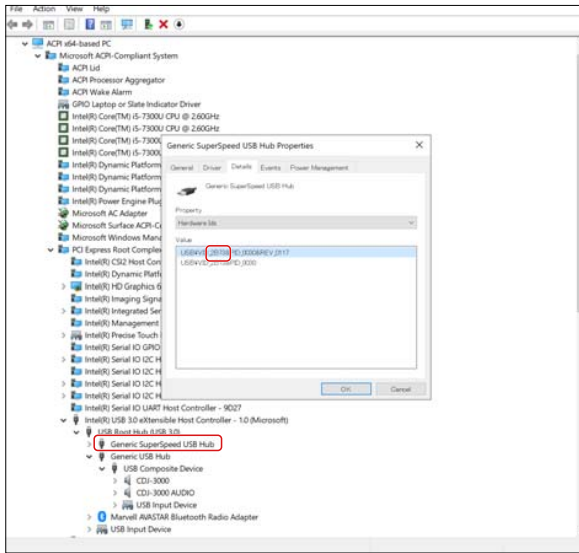 File Action View Help
ACPI x64-based PC
Microsoft ACPI-Compliant System
ACPI Lid
ACPI Processor Aggregator
ACPI Wake Alarm
GPIO Laptop or Slate Indicator Driver
Intel(R) Core(TM) i5-7300U CPU @ 2.60GHz
Intel(R) Core(TM) i5-7300U CPU @ 2.60GHz
Intel(R) Core(TM) i5-7300U
Intel(R) Core(TM) i5-7300U
Intel(R) Dynamic Platform
Intel(R) Dynamic Platform
Intel(R) Dynamic Platform
Intel(R) Power Engine Plug
Microsoft AC Adapter
Microsoft Surface ACPI-C
Microsoft Windows Mana
PCI Express Root Complex
Intel(R) CSI2 Host Con
Intel(R) Dynamic Platf
Intel(R) HD Graphics 6
Intel(R) Imaging Signa
Intel(R) Integrated Ser
Intel(R) Management
Intel(R) Precise Touch
Intel(R) Serial IO GPIO
Intel(R) Serial IO I2C H
Intel(R) Serial IO I2C H
Intel(R) Serial IO I2C H
Intel(R) Serial IO I2C H
Intel(R) Serial IO UART Host Controller - 9D27
Intel(R) USB 3.0 eXtensible Host Controller - 1.0 (Microsoft)
USB Root Hub (USB 3.0)
Generic SuperSpeed USB Hub
Generic USB Hub
USB Composite Device
CDJ-3000
CDJ-3000 AUDIO
USB Input Device
Marvell AVASTAR Bluetooth Radio Adapter
USB Input Device
Generic SuperSpeed USB Hub Properties
General Driver Details Events Power Management
Generic SuperSpeed USB Hub
Property
Hardware Ids
Value
OK Cancel